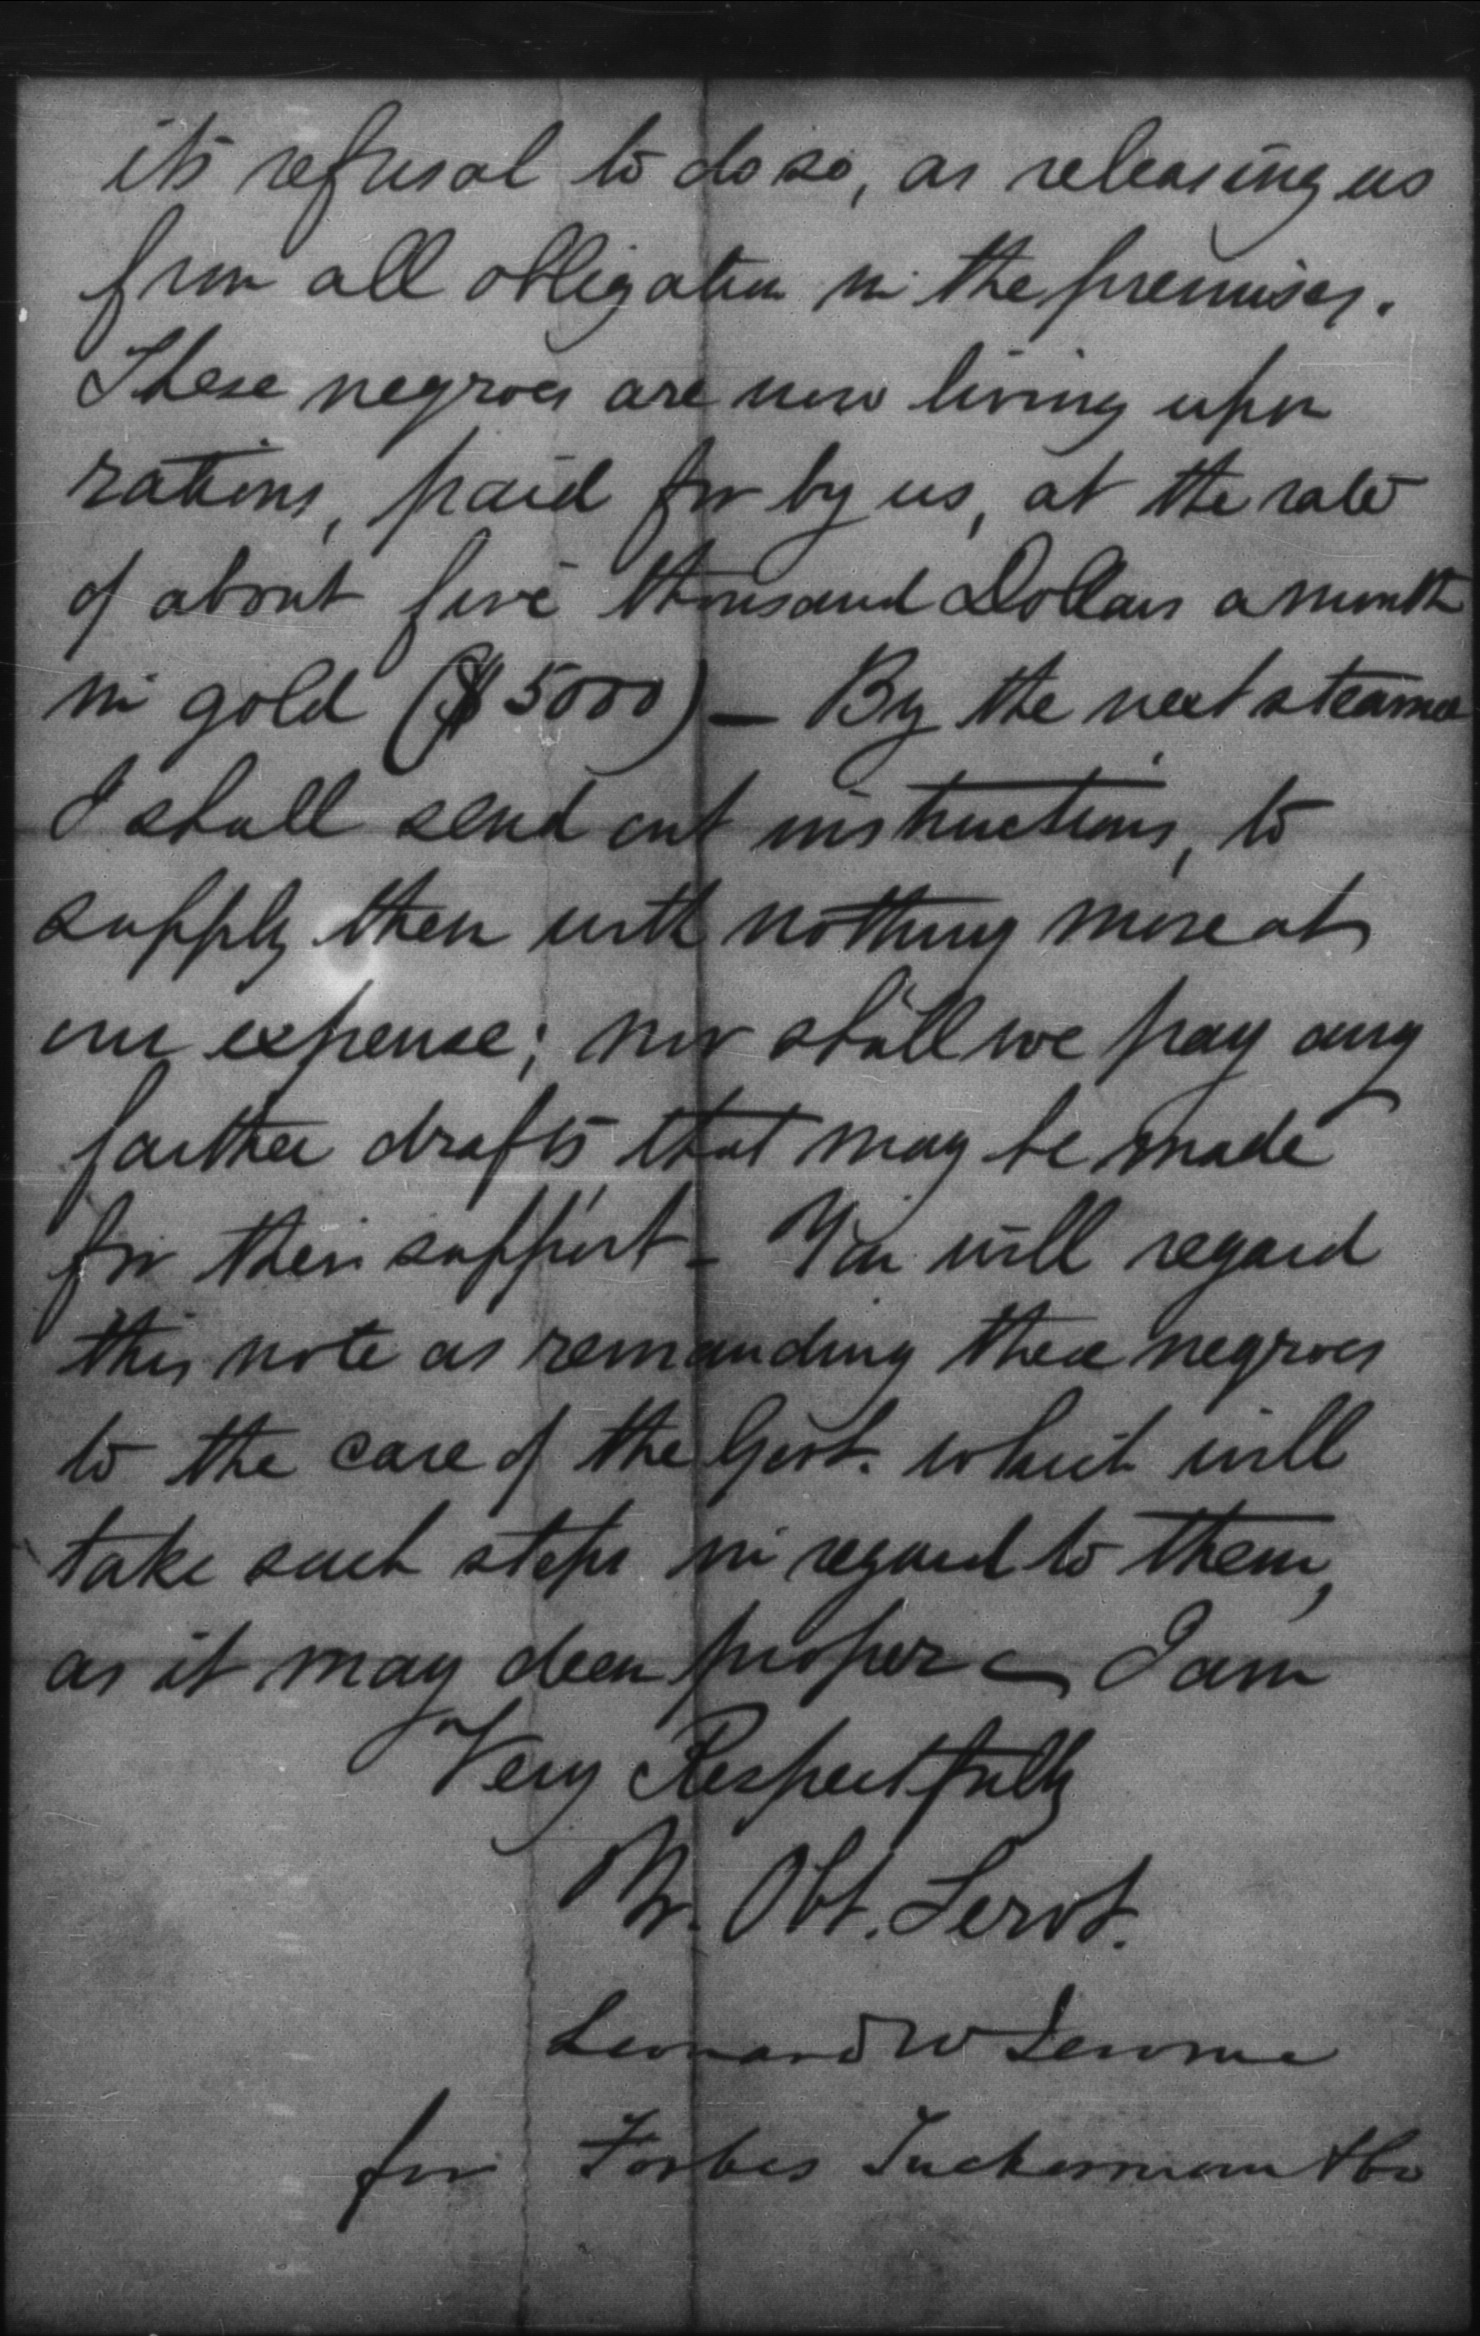 its refusal to do so, as releasing us
from all obligation in the premises.
These negroes are now living upon
rations, paid for by us, at the rate
of about five thousand Dollars a month
in gold ($5000) — By the next steamer
I shall send out instructions, to
supply them with nothing more at
our expense; nor shall we pay any
farther drafts that may be made
for their support - You will regard
this note as remanding these negroes
to the care of the Govt. which will
take such steps in regard to them,
as it may deem proper — I am
Very Respectfully
Yr. Obt. Servt.
Leonard W Jerome
for Forbes Tuckerman & Co